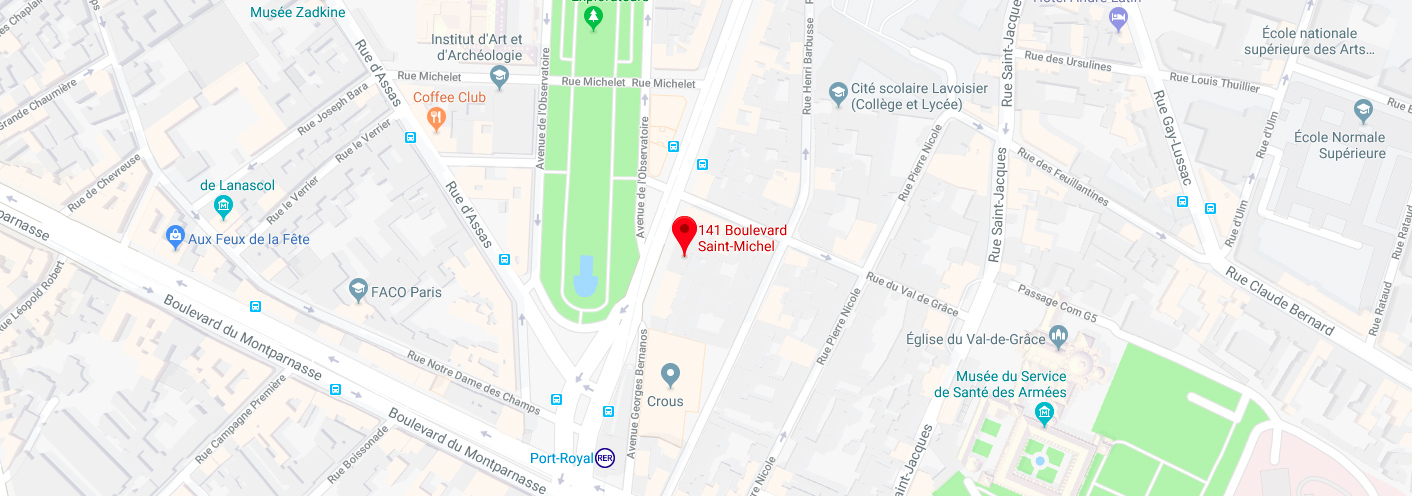 Musée Zadkine
Explorateurs
Hôtel André Latin
Institut d'Art et
d'Archéologie
École nationale
supérieure des Arts…
Rue d'Assas
Avenue de l'Observatoire
Rue Henri Barbusse
Rue Saint-Jacques
Rue des Ursulines
Rue Michelet
Rue Michelet
Rue Michelet
Rue Louis Thuillier
Grande Chaumière
Rue Joseph Bara
Coffee Club
Cité scolaire Lavoisier
(Collège et Lycée)
Rue Gay-Lussac
Rue d'Ulm
École Normale
Supérieure
Rue le Verrier
Rue de Chevreuse
Avenue de l'Observatoire
Rue Pierre Nicole
Rue Saint-Jacques
Rue des Feuillantines
de Lanascol
Rue le Verrier
Rue d'Assas
141 Boulevard
Saint-Michel
Rue d'Ulm
Rue Rataud
Aux Feux de la Fête
Rue Léopold Robert
FACO Paris
Rue du Val de Grâce
Passage Com G5
Rue Claude Bernard
Rue Rataud
Boulevard du Montparnasse
Rue Pierre Nicole
Église du Val-de-Grâce
Rue Notre Dame des Champs
Avenue Georges Bernanos
Crous
Musée du Service
de Santé des Armées
Rue Campagne Première
Boulevard du Montparnasse
Rue Boissonade
Port-Royal
RER
Pierre Nicole
Saint-Jacques